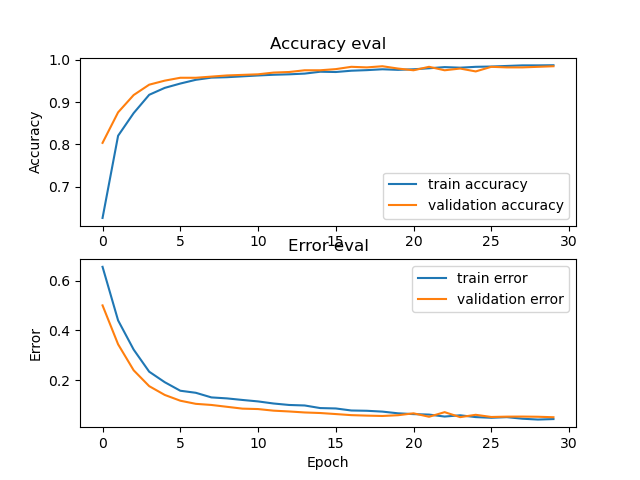 Accuracy eval
1.0
0.9
0.8
0.7
Accuracy
train accuracy
validation accuracy
0 5 10 15 20 25 30
Error eval
0.6
0.4
0.2
Error
train error
validation error
0 5 10 15 20 25 30
Epoch